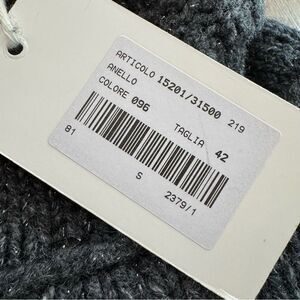 ARTICOLO 15201/31500 219
ANELLO
COLORE 096 TAGLIA 42
81 S 2379/1